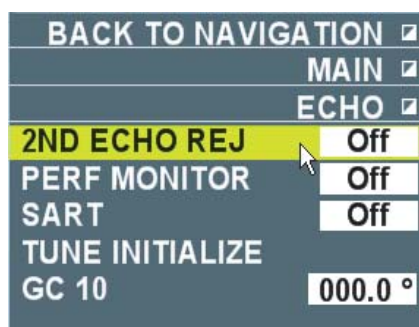 BACK TO NAVIGATION
MAIN
ECHO
2ND ECHO REJ Off
PERF MONITOR Off
SART Off
TUNE INITIALIZE
GC 10 000.0 °